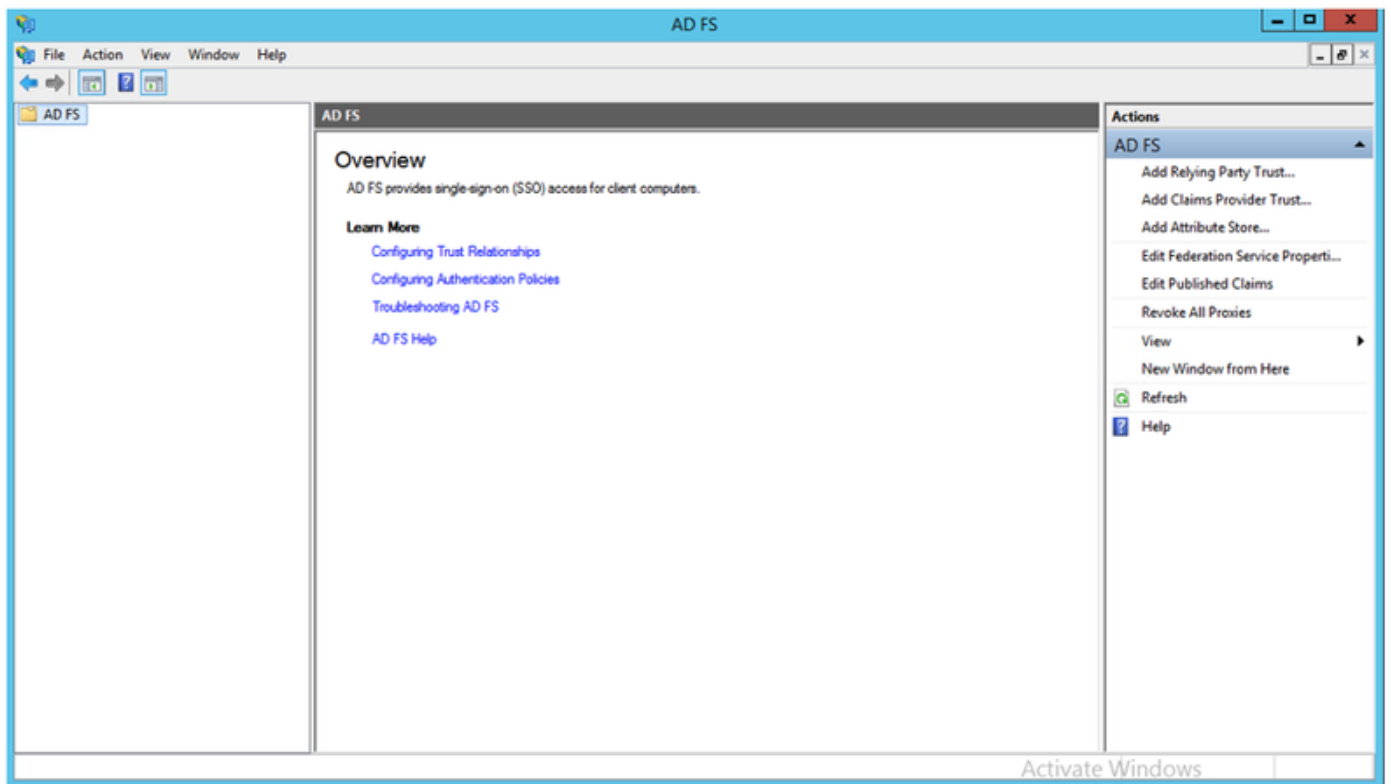 AD FS
File Action View Window Help
AD FS
AD FS
Overview
AD FS provides single-sign-on (SSO) access for client computers.
Learn More
Configuring Trust Relationships
Configuring Authentication Policies
Troubleshooting AD FS
AD FS Help
Actions
AD FS
Add Relying Party Trust...
Add Claims Provider Trust...
Add Attribute Store...
Edit Federation Service Properti...
Edit Published Claims
Revoke All Proxies
View
New Window from Here
Refresh
Help
Activate Windows